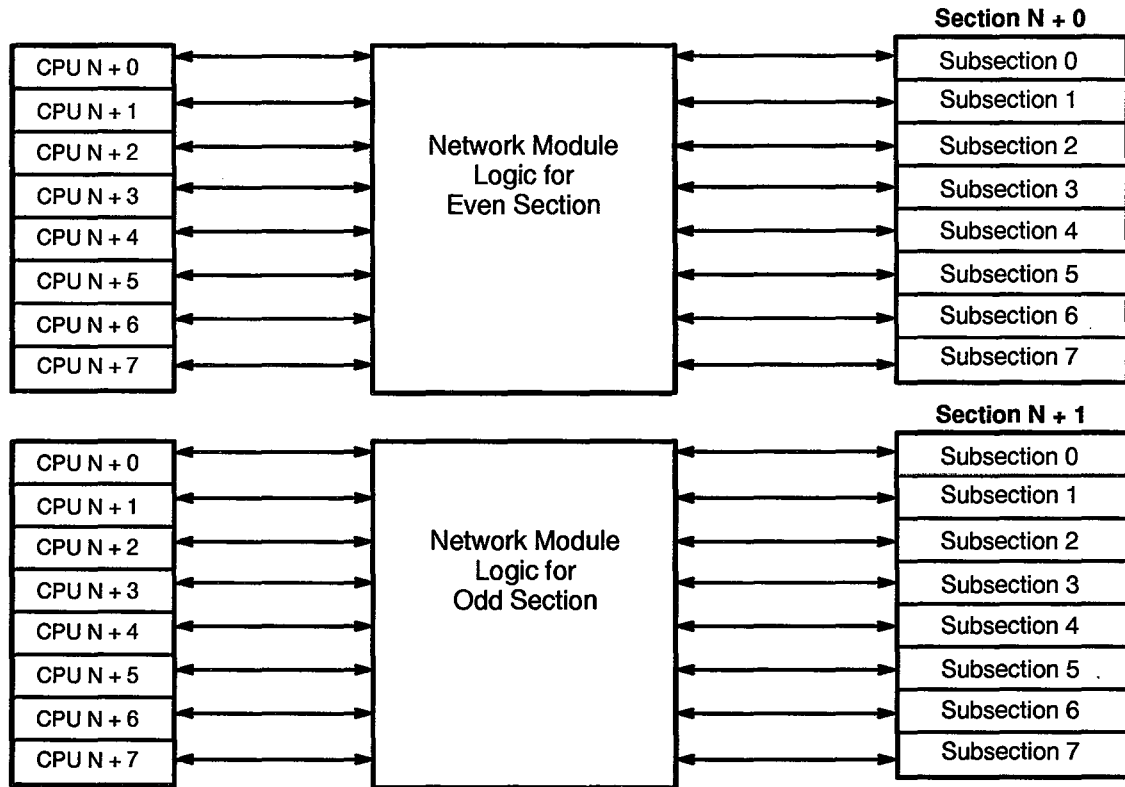 Section N + 0
CPU N + 0
CPU N + 1
CPU N + 2
CPU N + 3
CPU N + 4
CPU N + 5
CPU N + 6
CPU N + 7
Network Module
Logic for
Even Section
Subsection 0
Subsection 1
Subsection 2
Subsection 3
Subsection 4
Subsection 5
Subsection 6
Subsection 7
Section N + 1
CPU N + 0
CPU N + 1
CPU N + 2
CPU N + 3
CPU N + 4
CPU N + 5
CPU N + 6
CPU N + 7
Network Module
Logic for
Odd Section
Subsection 0
Subsection 1
Subsection 2
Subsection 3
Subsection 4
Subsection 5
Subsection 6
Subsection 7